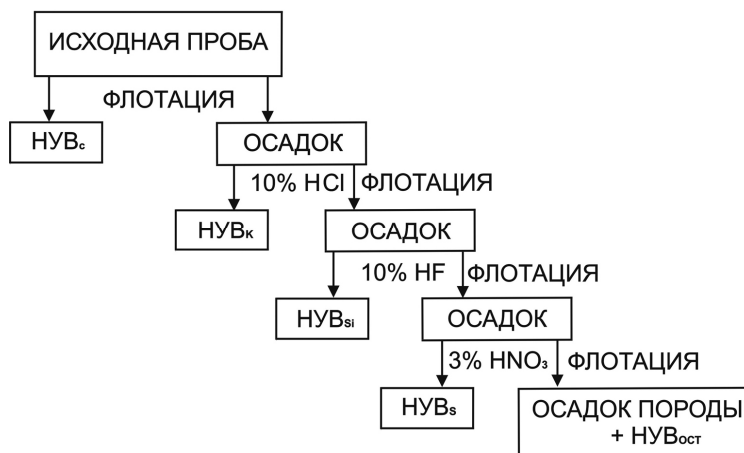 ИСХОДНАЯ ПРОБА
ФЛОТАЦИЯ
НУВс
ОСАДОК
10% HCl ФЛОТАЦИЯ
НУВк
ОСАДОК
10% HF ФЛОТАЦИЯ
НУВSi
ОСАДОК
3% HNO₃ ФЛОТАЦИЯ
НУВS
ОСАДОК ПОРОДЫ
+ НУВост